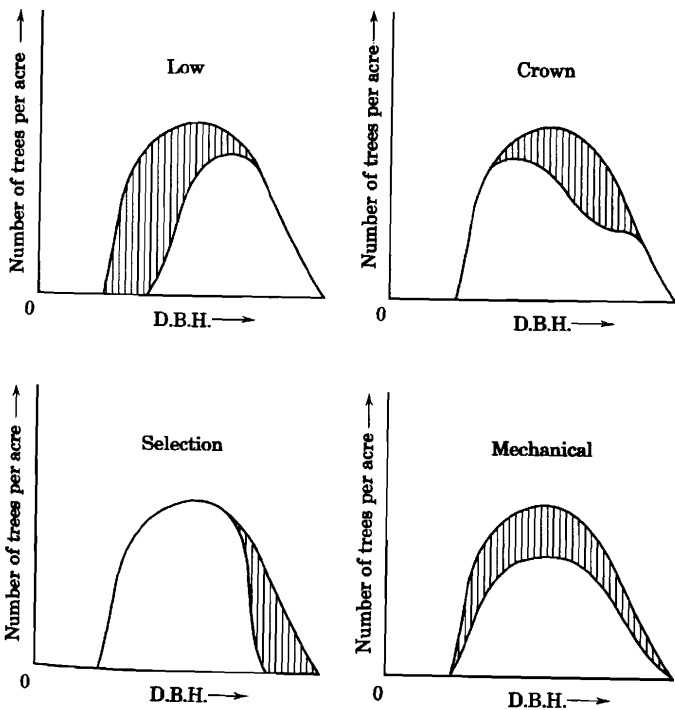 Low
Number of trees per acre →
0
D.B.H. →
Crown
Number of trees per acre →
0
D.B.H. →
Selection
Number of trees per acre →
0
D.B.H. →
Mechanical
Number of trees per acre →
0
D.B.H. →